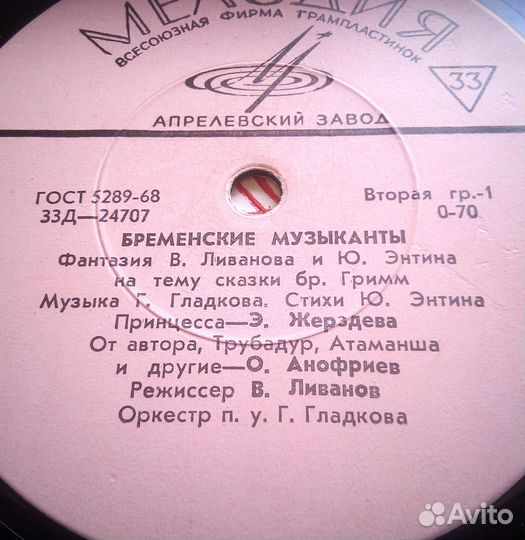 МЕЛОДИЯ
ВСЕСОЮЗНАЯ ФИРМА ГРАМПЛАСТИНОК
33
АПРЕЛЕВСКИЙ ЗАВОД
ГОСТ 5289-68
33Д—24707
Вторая гр.-1
0-70
БРЕМЕНСКИЕ МУЗЫКАНТЫ
Фантазия В. Ливанова и Ю. Энтина
на тему сказки бр. Гримм
Музыка Г. Гладкова. Стихи Ю. Энтина
Принцесса—Э. Жерздева
От автора, Трубадур, Атаманша
и другие—О. Анофриев
Режиссер В. Ливанов
Оркестр п. у. Г. Гладкова
Avito